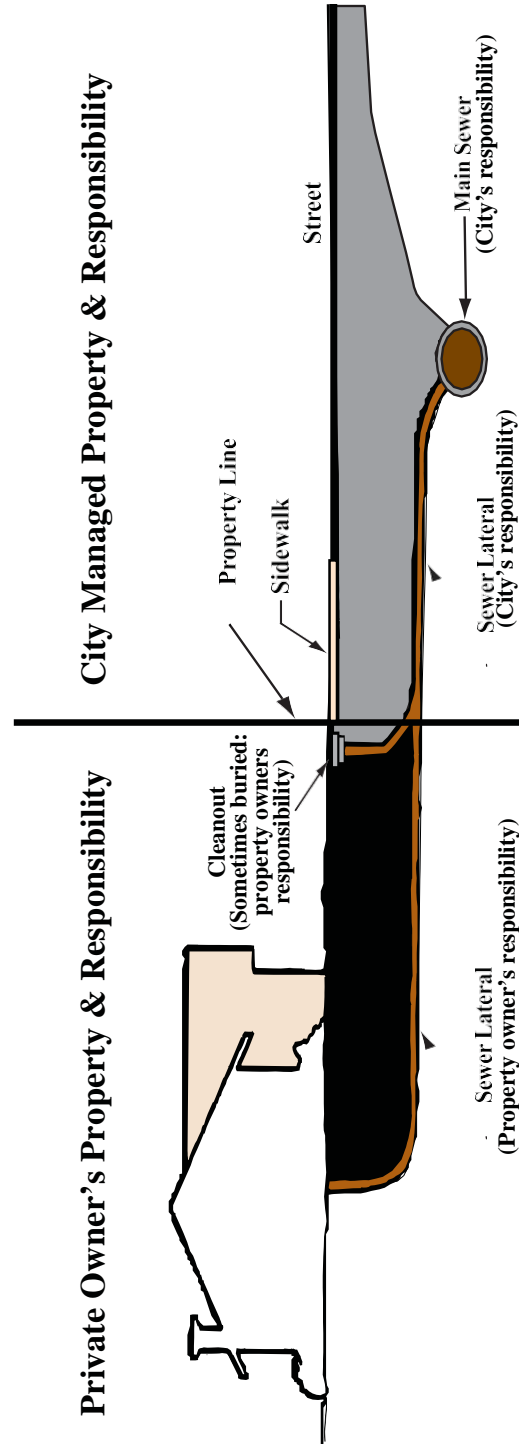 Private Owner's Property & Responsibility
City Managed Property & Responsibility
Property Line
Sidewalk
Street
Cleanout
(Sometimes buried:
property owners
responsibility)
Main Sewer
(City's responsibility)
Sewer Lateral
(Property owner's responsibility)
Sewer Lateral
(City's responsibility)